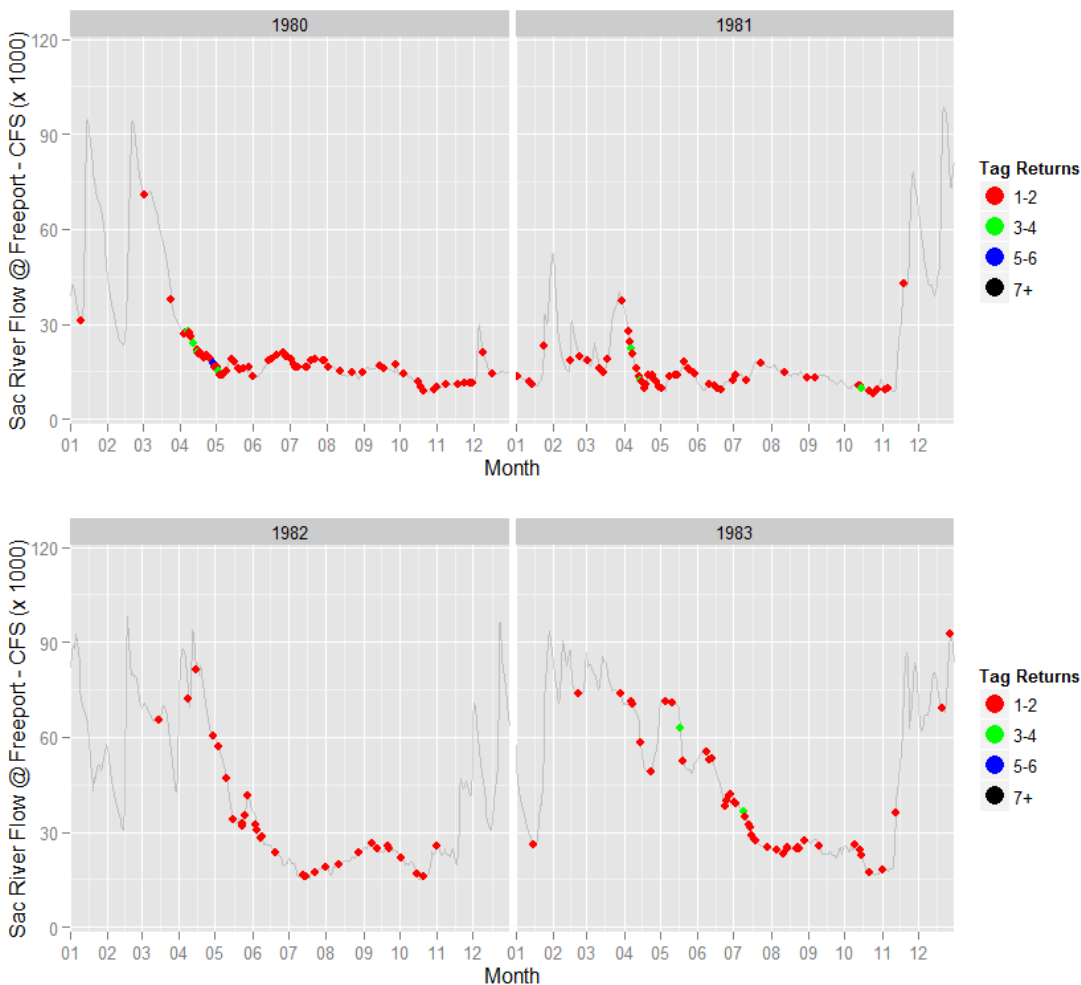 1980 1981
Sac River Flow @ Freeport - CFS (x 1000)
120
90
60
30
0
01 02 03 04 05 06 07 08 09 10 11 12 01 02 03 04 05 06 07 08 09 10 11 12
Month
Tag Returns
1-2
3-4
5-6
7+
1982 1983
Sac River Flow @ Freeport - CFS (x 1000)
120
90
60
30
0
01 02 03 04 05 06 07 08 09 10 11 12 01 02 03 04 05 06 07 08 09 10 11 12
Month
Tag Returns
1-2
3-4
5-6
7+